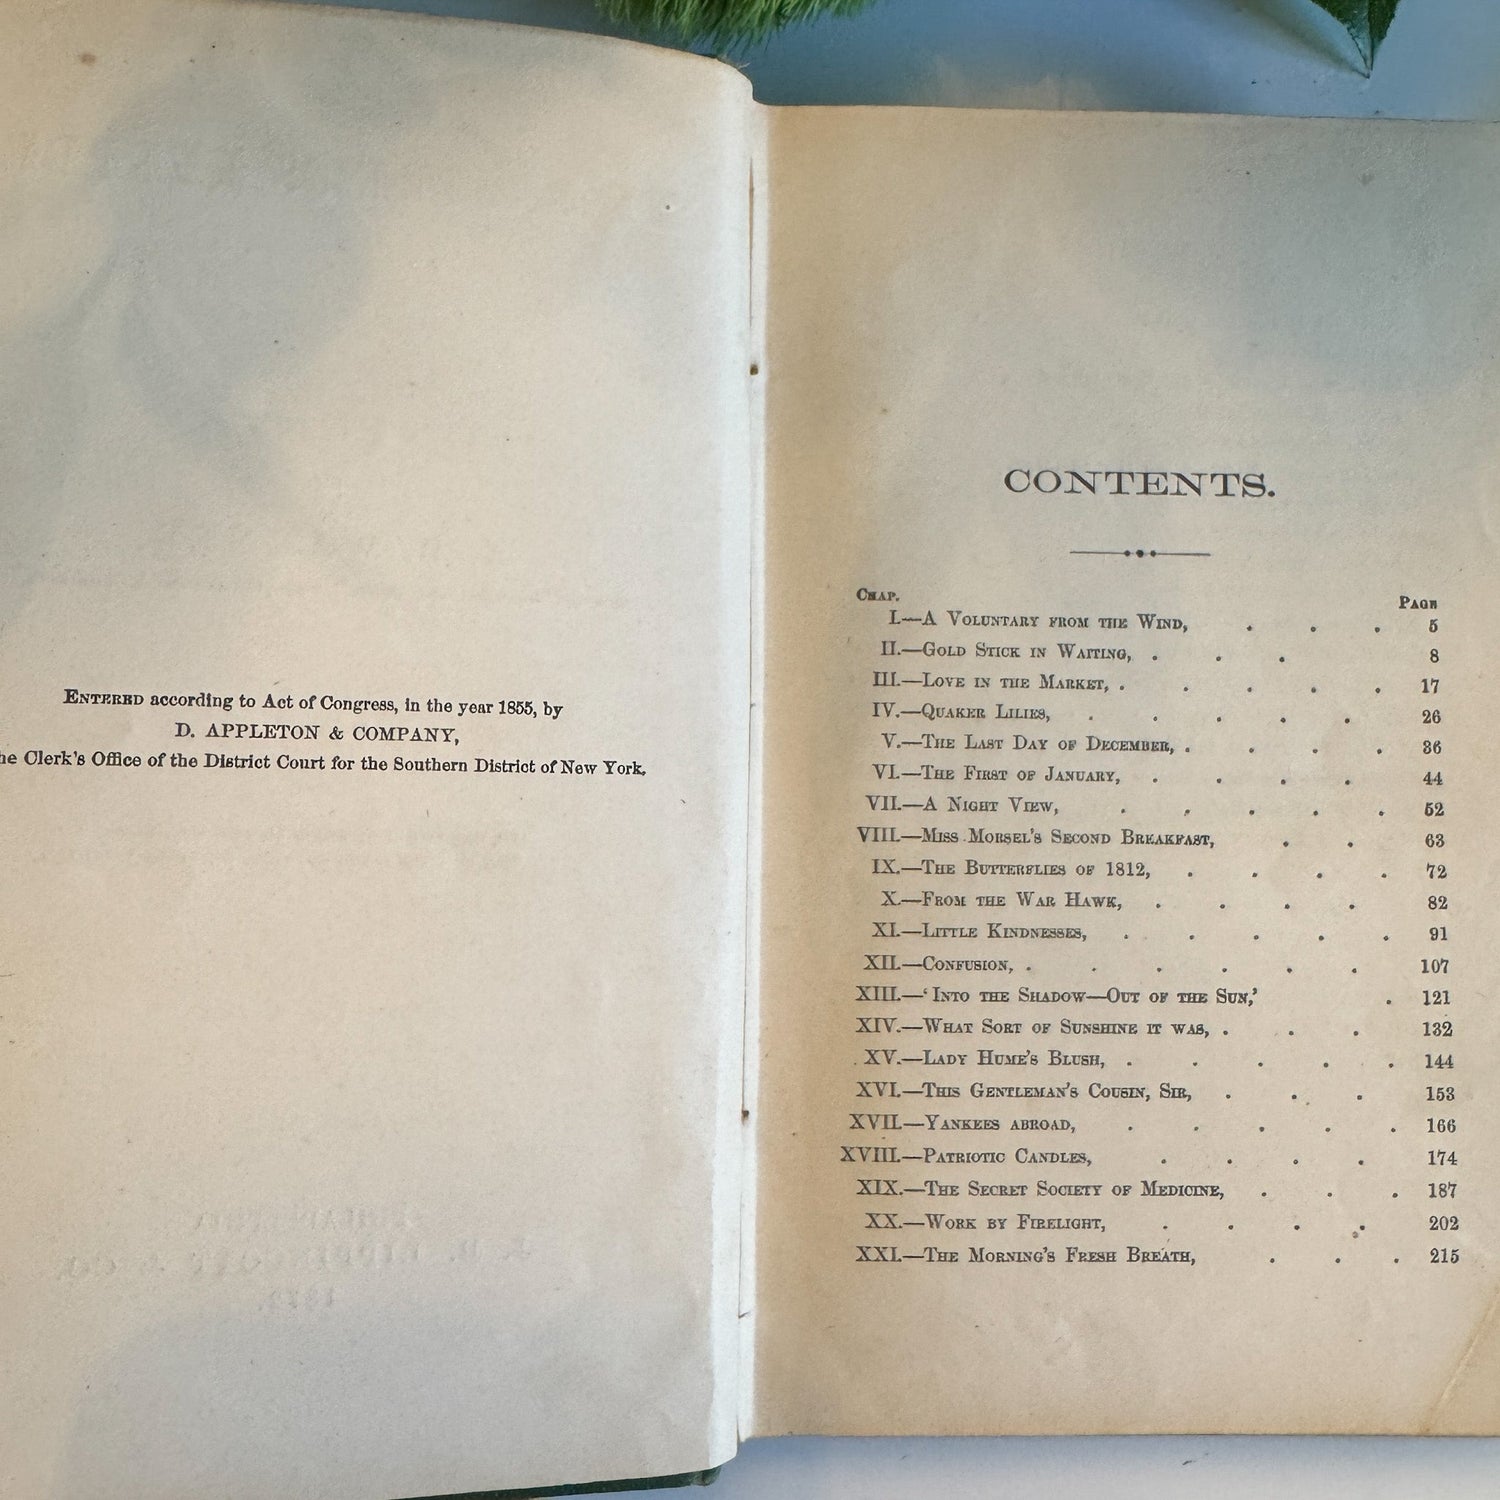 ENTERED according to Act of Congress, in the year 1855, by
D. APPLETON & COMPANY,
Clerk's Office of the District Court for the Southern District of New York.
CONTENTS.
CHAP. PAGE
I.—A VOLUNTARY FROM THE WIND, . . . 5
II.—GOLD STICK IN WAITING, . . . 8
III.—LOVE IN THE MARKET, . . . . . 17
IV.—QUAKER LILIES, . . . . . 26
V.—THE LAST DAY OF DECEMBER, . . . . 36
VI.—THE FIRST OF JANUARY, . . . . 44
VII.—A NIGHT VIEW, . . . . . 52
VIII.—MISS MORSEL'S SECOND BREAKFAST, . . 63
IX.—THE BUTTERFLIES OF 1812, . . . . 72
X.—FROM THE WAR HAWK, . . . . 82
XI.—LITTLE KINDNESSES, . . . . . 91
XII.—CONFUSION, . . . . . . 107
XIII.—'INTO THE SHADOW—OUT OF THE SUN,' . 121
XIV.—WHAT SORT OF SUNSHINE IT WAS, . . . 132
XV.—LADY HUME'S BLUSH, . . . . . 144
XVI.—THIS GENTLEMAN'S COUSIN, SIR, . . . 153
XVII.—YANKEES ABROAD, . . . . . 166
XVIII.—PATRIOTIC CANDLES, . . . . 174
XIX.—THE SECRET SOCIETY OF MEDICINE, . . . 187
XX.—WORK BY FIRELIGHT, . . . . 202
XXI.—THE MORNING'S FRESH BREATH, . . . 215